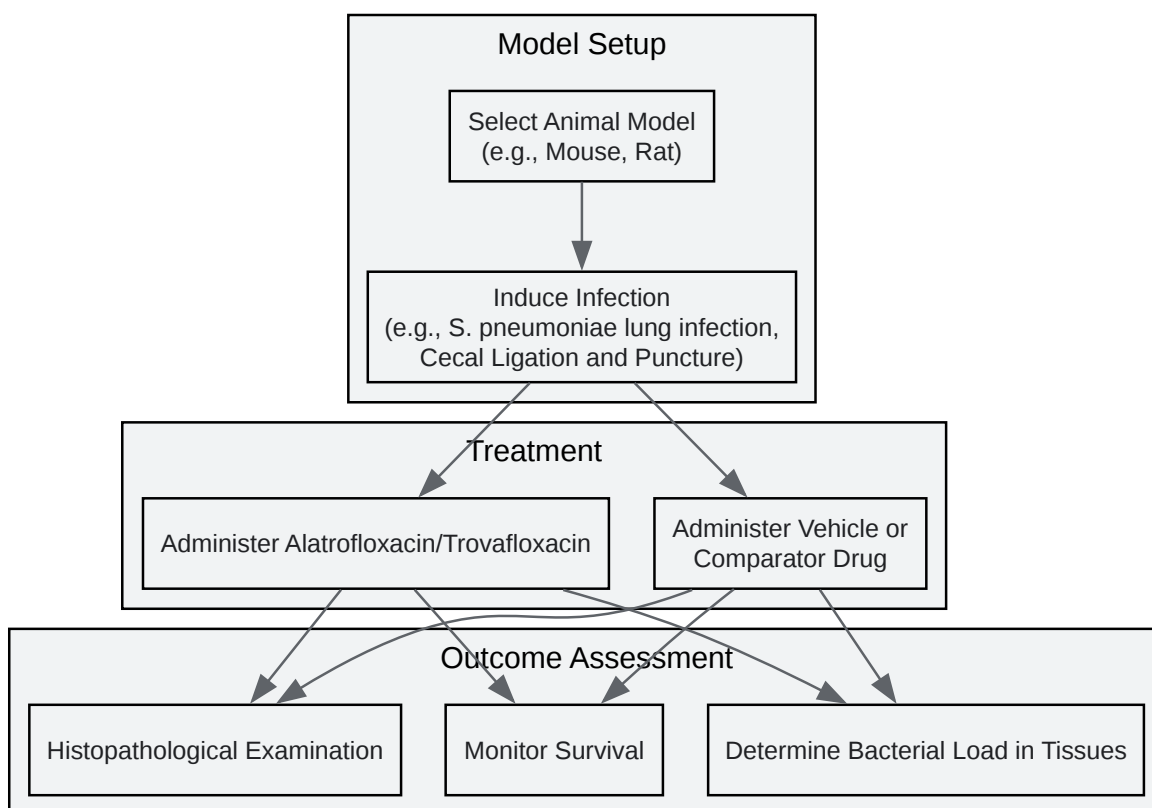 Model Setup
Select Animal Model
(e.g., Mouse, Rat)
Induce Infection
(e.g., S. pneumoniae lung infection,
Cecal Ligation and Puncture)
Treatment
Administer Alatrofloxacin/Trovafloxacin
Administer Vehicle or
Comparator Drug
Outcome Assessment
Histopathological Examination
Monitor Survival
Determine Bacterial Load in Tissues